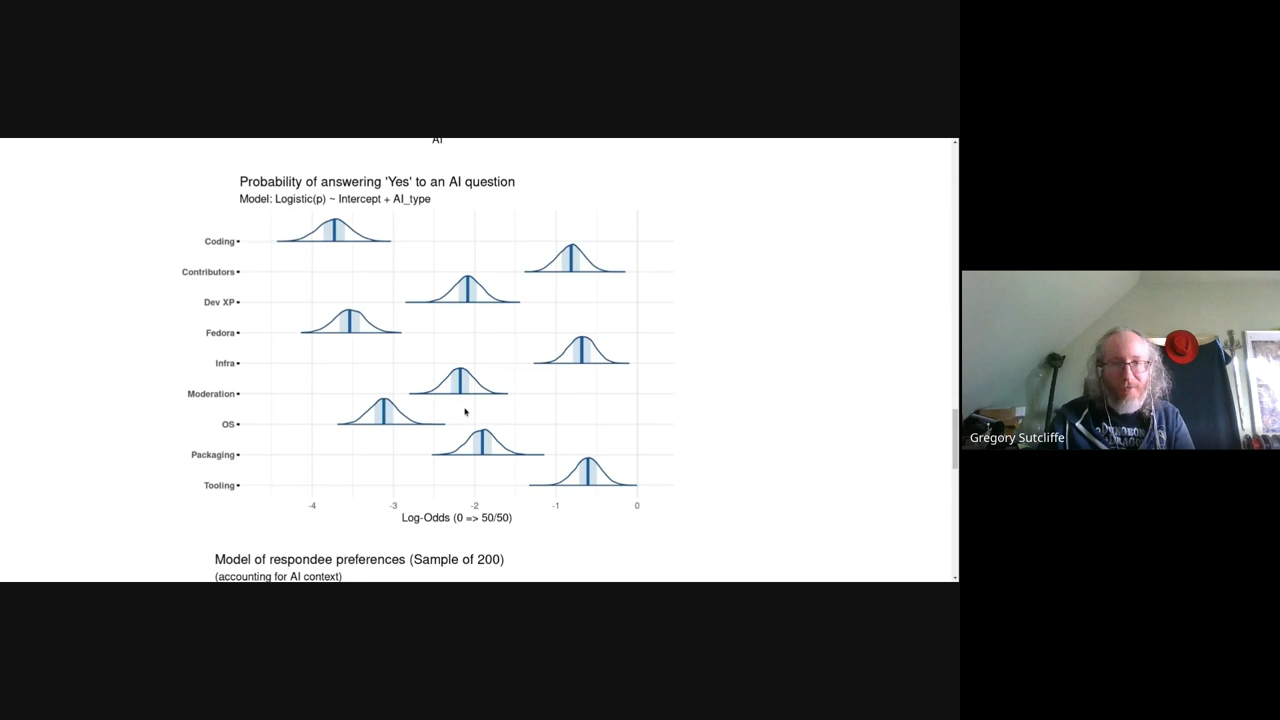 AI
Probability of answering 'Yes' to an AI question
Model: Logistic(p) ~ Intercept + AI_type
Coding
Contributors
Dev XP
Fedora
Infra
Moderation
OS
Packaging
Tooling
-4 -3 -2 -1 0
Log-Odds (0 => 50/50)
Model of respondee preferences (Sample of 200)
(accounting for AI context)
Gregory Sutcliffe